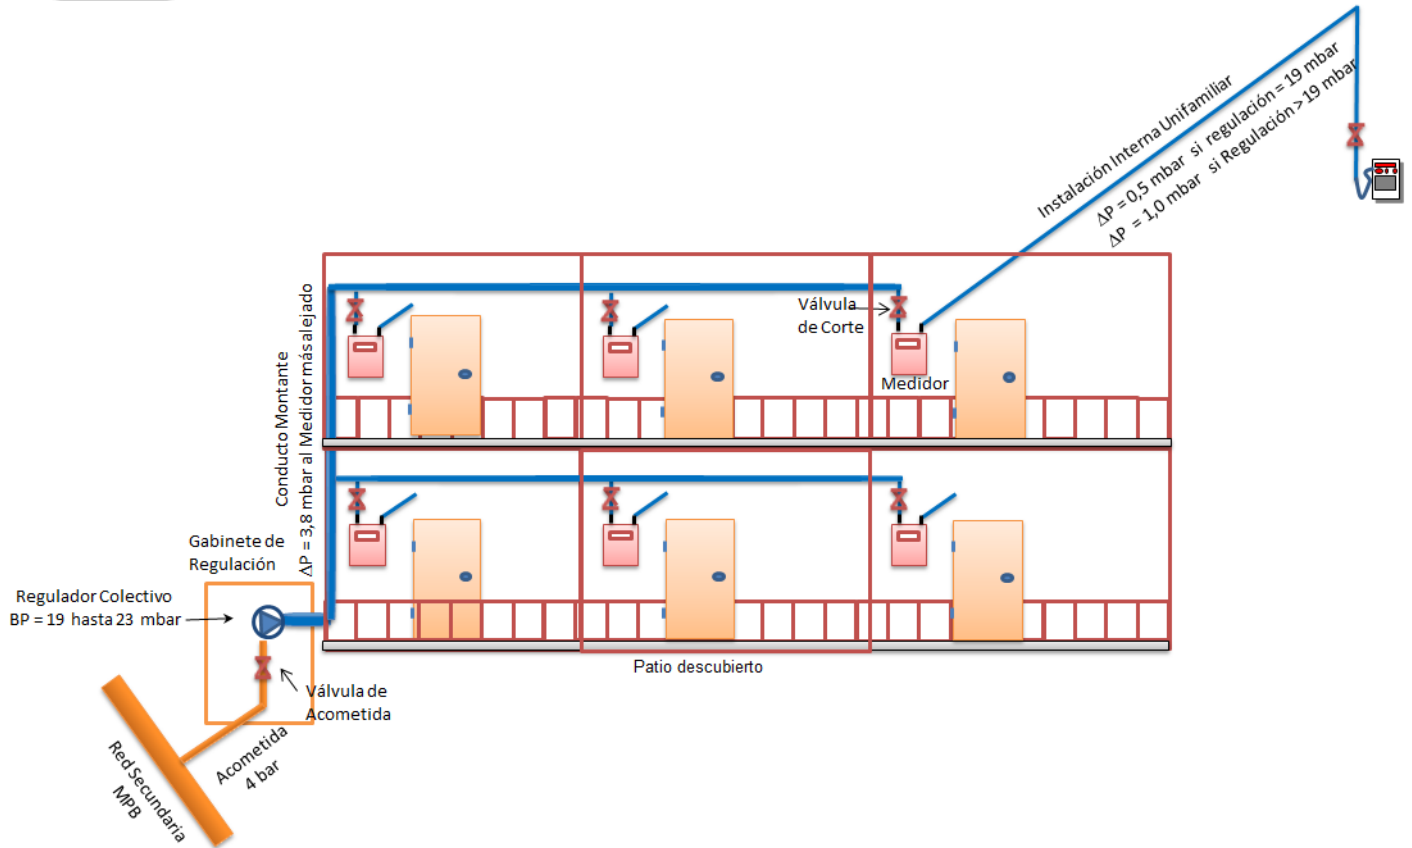 Instalación Interna Unifamiliar
ΔP = 0,5 mbar si regulación = 19 mbar
ΔP = 1,0 mbar si Regulación > 19 mbar
Válvula
de Corte
Medidor
Conducto Montante
ΔP = 3,8 mbar al Medidor más alejado
Gabinete de
Regulación
Regulador Colectivo
BP = 19 hasta 23 mbar
Patio descubierto
Válvula de
Acometida
Acometida
4 bar
Red Secundaria
MPB